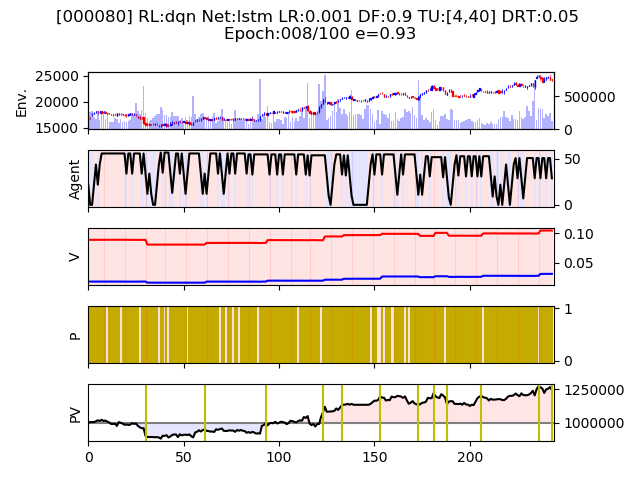 [000080] RL:dqn Net:lstm LR:0.001 DF:0.9 TU:[4,40] DRT:0.05
Epoch:008/100 e=0.93
Env.
25000
20000
15000
500000
0
Agent
50
0
V
0.10
0.05
P
1
0
PV
1250000
1000000
0
50
100
150
200